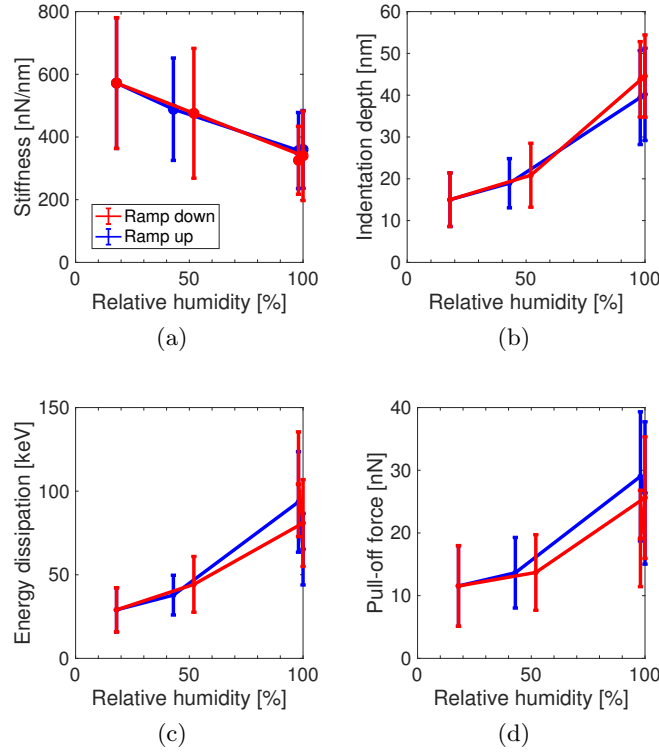 800
600
400
200
0
Stiffness [nN/nm]
Ramp down
Ramp up
0 50 100
Relative humidity [%]
(a)
60
50
40
30
20
10
0
Indentation depth [nm]
0 50 100
Relative humidity [%]
(b)
150
100
50
0
Energy dissipation [keV]
0 50 100
Relative humidity [%]
(c)
40
30
20
10
0
Pull-off force [nN]
0 50 100
Relative humidity [%]
(d)